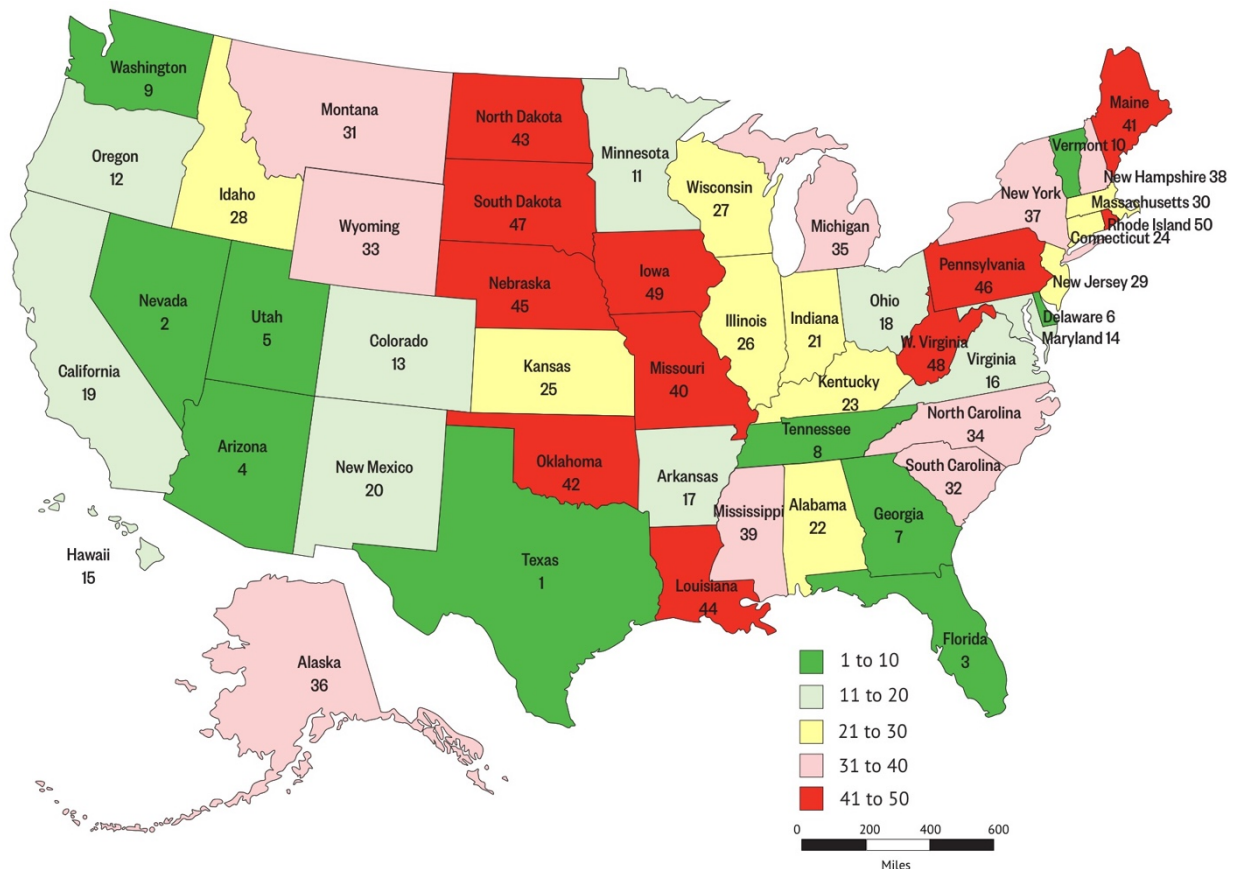 Washington
9
Oregon
12
California
19
Nevada
2
Idaho
28
Montana
31
Wyoming
33
Utah
5
Arizona
4
Colorado
13
New Mexico
20
North Dakota
43
South Dakota
47
Nebraska
45
Kansas
25
Oklahoma
42
Texas
1
Minnesota
11
Iowa
49
Missouri
40
Arkansas
17
Louisiana
44
Wisconsin
27
Illinois
26
Indiana
21
Michigan
35
Ohio
18
Kentucky
23
Tennessee
8
Mississippi
39
Alabama
22
Georgia
7
Florida
3
South Carolina
32
North Carolina
34
Virginia
16
W. Virginia
48
Pennsylvania
46
New York
37
Maine
41
Vermont 10
New Hampshire 38
Massachusetts 30
Rhode Island 50
Connecticut 24
New Jersey 29
Delaware 6
Maryland 14
Hawaii
15
Alaska
36
1 to 10
11 to 20
21 to 30
31 to 40
41 to 50
0 200 400 600
Miles